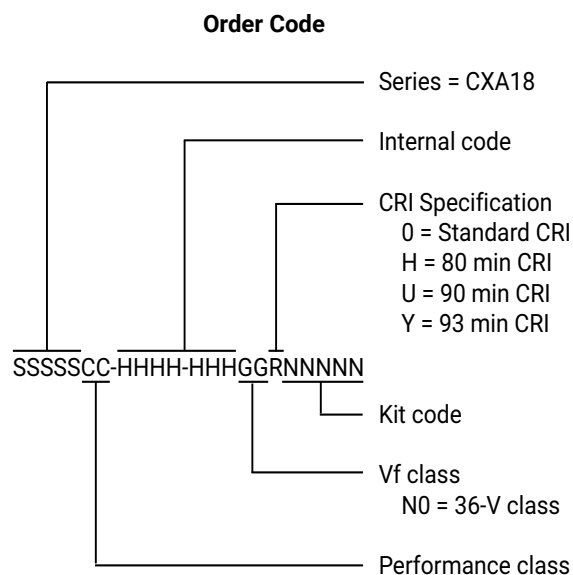 Order Code
Series = CXA18
Internal code
CRI Specification
0 = Standard CRI
H = 80 min CRI
U = 90 min CRI
Y = 93 min CRI
SSSSSCC-HHHH-HHHGGRNNNNN
Kit code
Vf class
N0 = 36-V class
Performance class